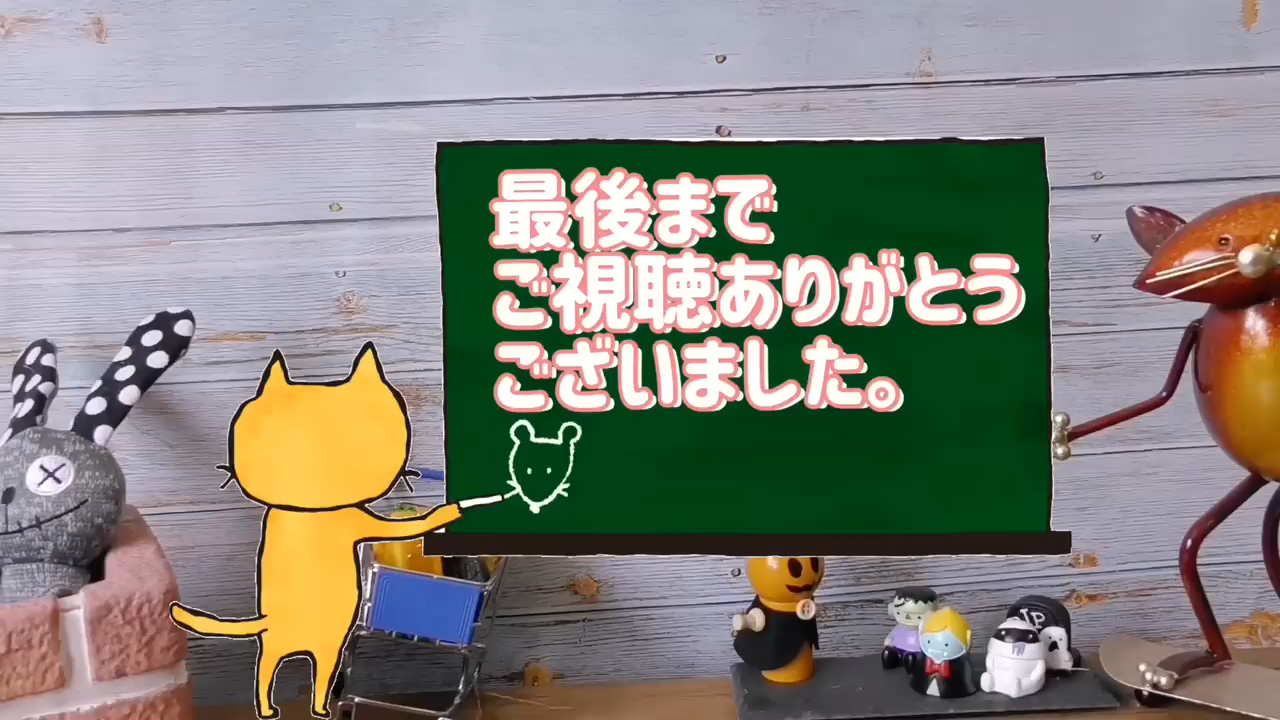 最後まで
ご視聴ありがとう
ございました。